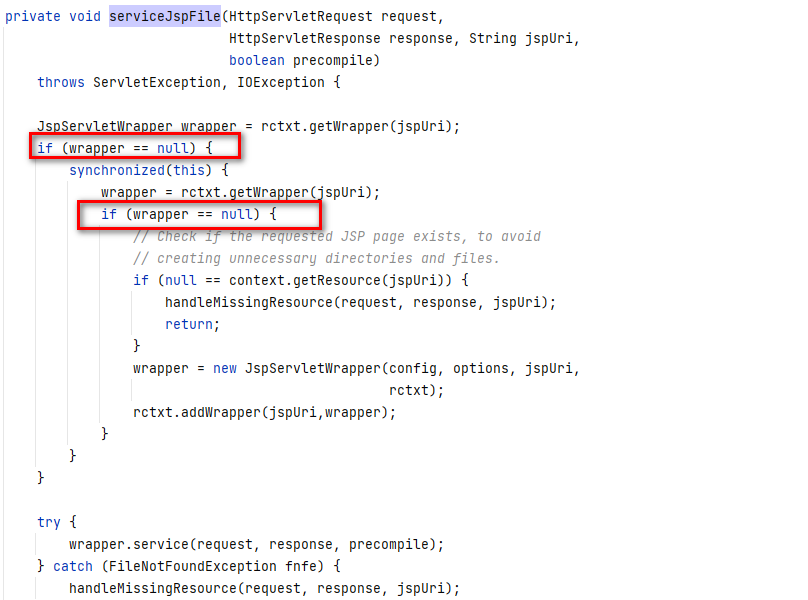 private void serviceJspFile(HttpServletRequest request,
HttpServletResponse response, String jspUri,
boolean precompile)
throws ServletException, IOException {
JspServletWrapper wrapper = rctxt.getWrapper(jspUri);
if (wrapper == null) {
synchronized(this) {
wrapper = rctxt.getWrapper(jspUri);
if (wrapper == null) {
// Check if the requested JSP page exists, to avoid
// creating unnecessary directories and files.
if (null == context.getResource(jspUri)) {
handleMissingResource(request, response, jspUri);
return;
}
wrapper = new JspServletWrapper(config, options, jspUri,
rctxt);
rctxt.addWrapper(jspUri,wrapper);
}
}
}
try {
wrapper.service(request, response, precompile);
} catch (FileNotFoundException fnfe) {
handleMissingResource(request, response, jspUri);